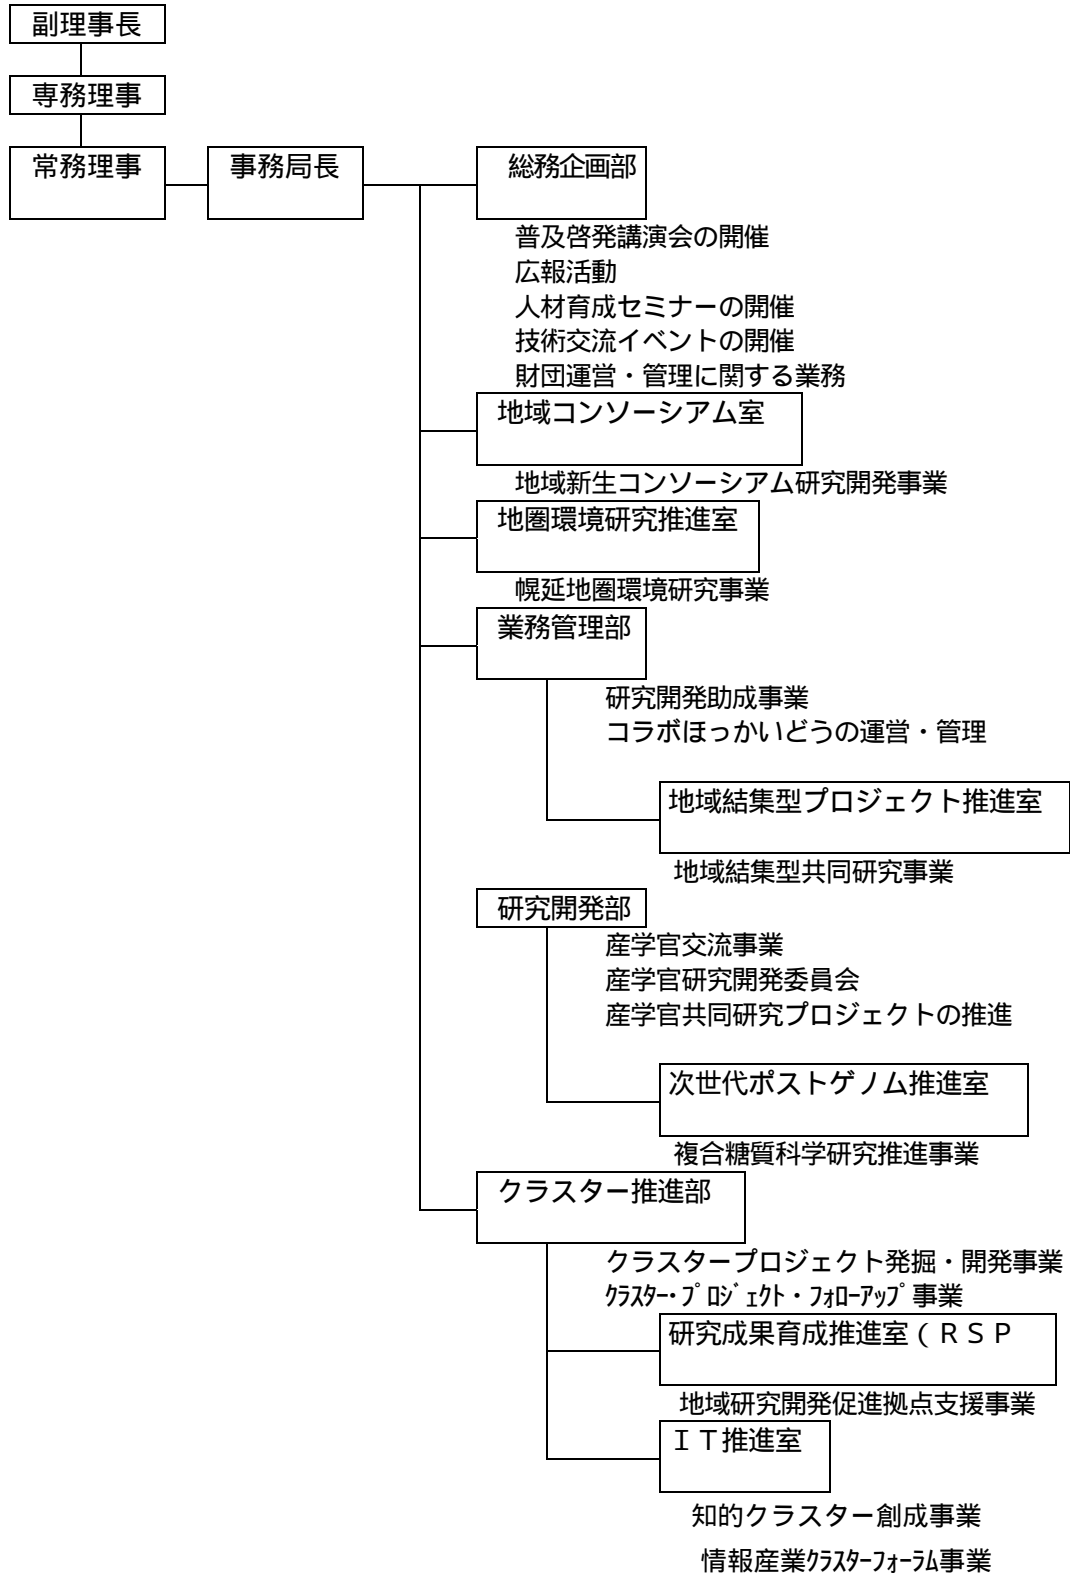 副理事長
専務理事
常務理事 事務局長 総務企画部
普及啓発講演会の開催
広報活動
人材育成セミナーの開催
技術交流イベントの開催
財団運営・管理に関する業務
地域コンソーシアム室
地域新生コンソーシアム研究開発事業
地圏環境研究推進室
幌延地圏環境研究事業
業務管理部
研究開発助成事業
コラボほっかいどうの運営・管理
地域結集型プロジェクト推進室
地域結集型共同研究事業
研究開発部
産学官交流事業
産学官研究開発委員会
産学官共同研究プロジェクトの推進
次世代ポストゲノム推進室
複合糖質科学研究推進事業
クラスター推進部
クラスタープロジェクト発掘・開発事業
ｸﾗｽﾀｰ・ﾌﾟﾛｼﾞｪｸﾄ・ﾌｫﾛｰｱｯﾌﾟ事業
研究成果育成推進室（ＲＳＰ
地域研究開発促進拠点支援事業
ＩＴ推進室
知的クラスター創成事業
情報産業ｸﾗｽﾀｰﾌｫｰﾗﾑ事業